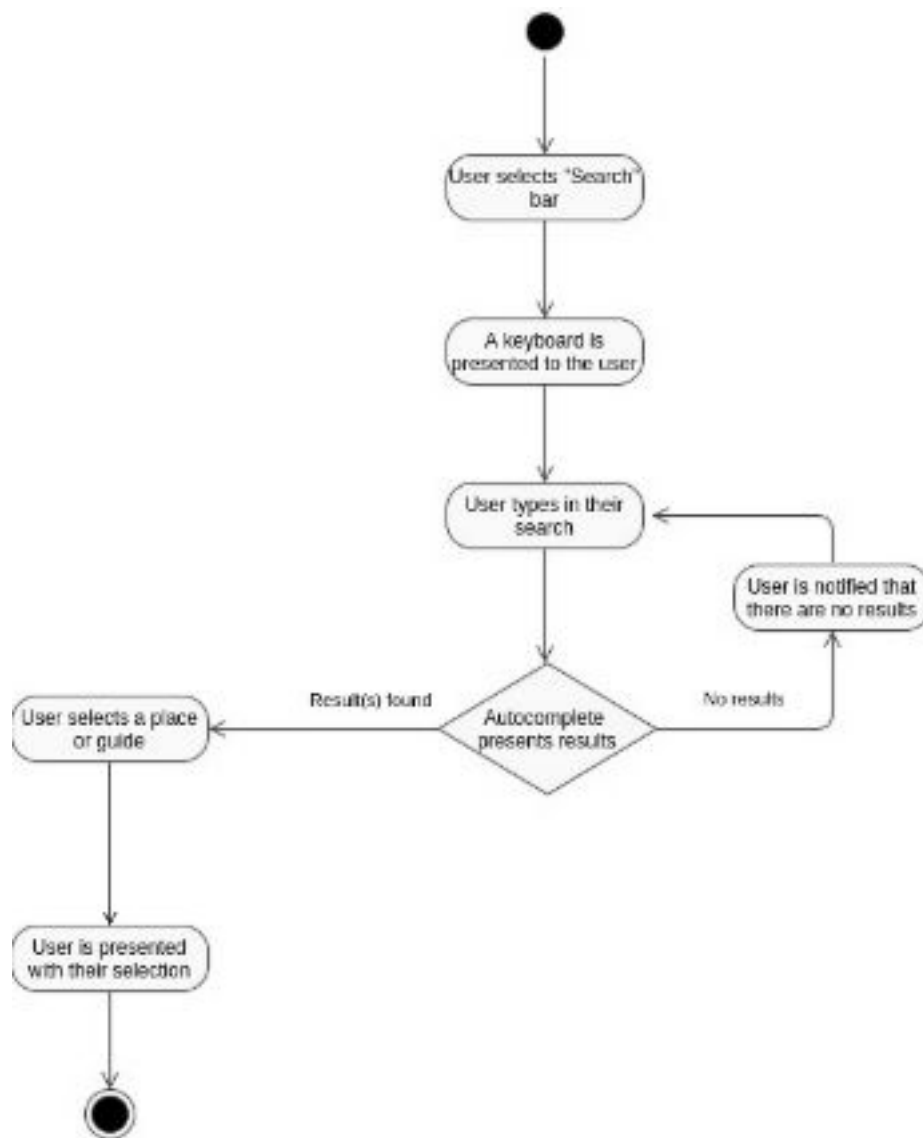 User selects "Search"
bar
A keyboard is
presented to the user
User types in their
search
User is notified that
there are no results
Result(s) found
No results
Autocomplete
presents results
User selects a place
or guide
User is presented
with their selection